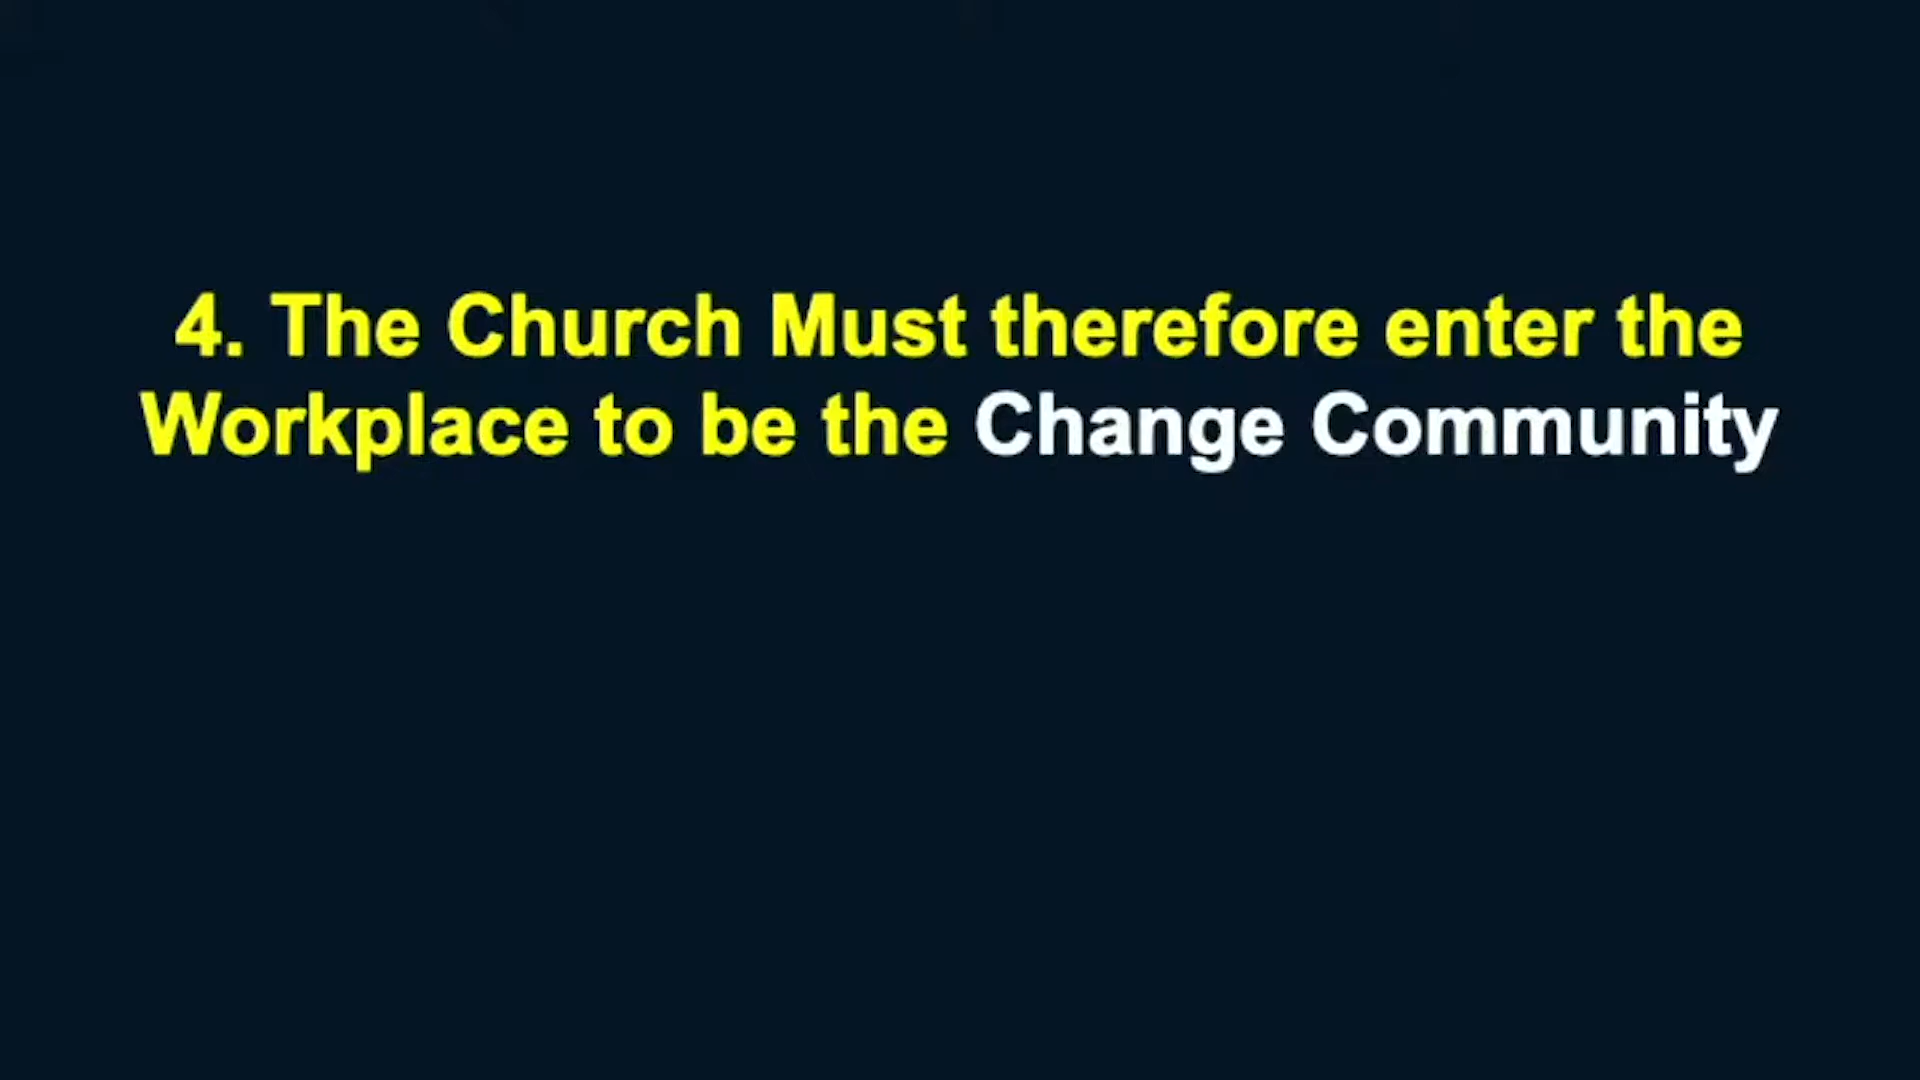 4. The Church Must therefore enter the
Workplace to be the Change Community